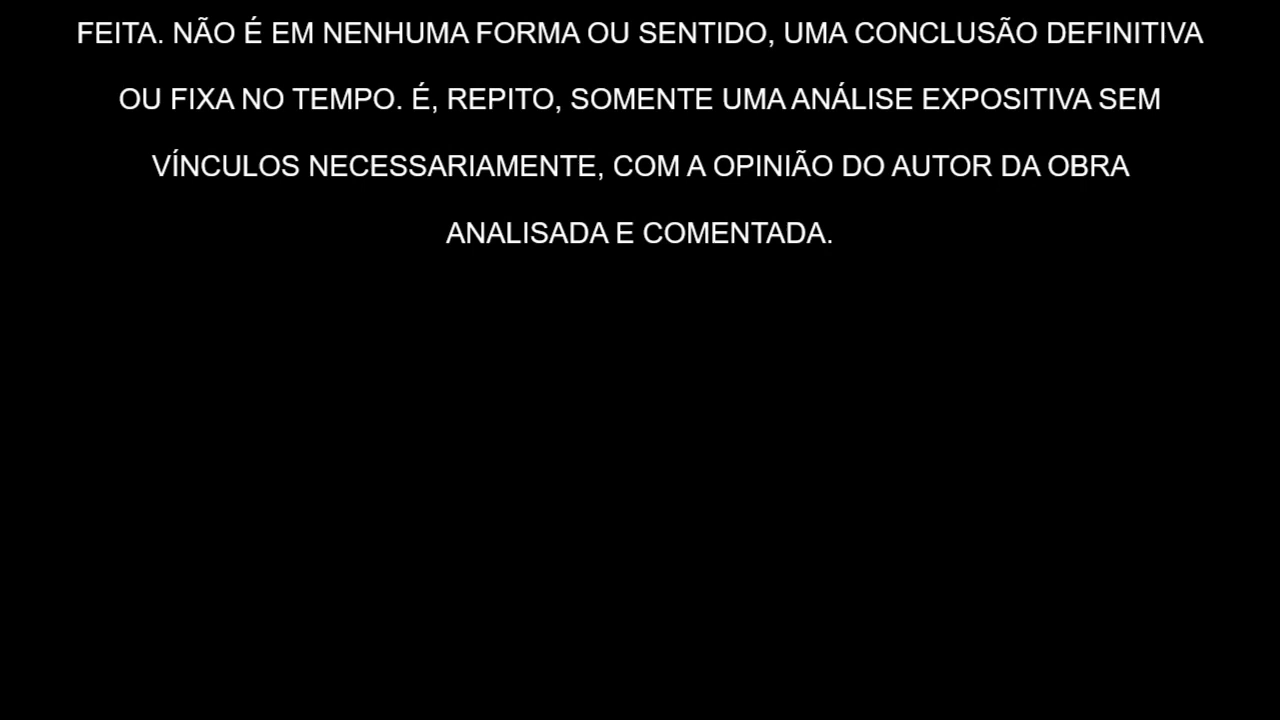 FEITA. NÃO É EM NENHUMA FORMA OU SENTIDO, UMA CONCLUSÃO DEFINITIVA
OU FIXA NO TEMPO. É, REPITO, SOMENTE UMA ANÁLISE EXPOSITIVA SEM
VÍNCULOS NECESSARIAMENTE, COM A OPINIÃO DO AUTOR DA OBRA
ANALISADA E COMENTADA.